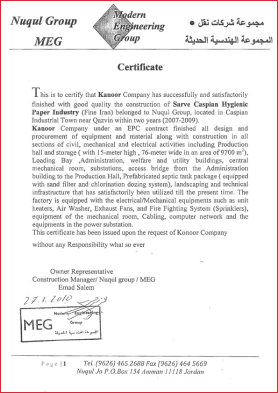 Nuqul Group
MEG
Modern
Engineering
Group
مجموعة شركات نقل
المجموعة الهندسية الحديثة
Certificate
This is to certify that Kanoor Company has successfully and satisfactorily
finished with good quality the construction of Sarve Caspian Hygienic
Paper Industry (Fine Iran) belonged to Nuqul Group, located in Caspian
Industrial Town near Qazvin within two years (2007-2009).
Kanoor Company under an EPC contract finished all design and
procurement of equipment and material along with construction in all
sections of civil, mechanical and electrical activities including Production
hall and storage ( with 15-meter high , 76-meter wide in an area of 9700 m²),
Loading Bay ,Administration, welfare and utility buildings, central
mechanical room, substations, access bridge from the Administration
building to the Production Hall, Prefabricated septic tank package ( equipped
with sand filter and chlorination dozing system), landscaping and technical
infrastructure that has satisfactorily been utilized till the present time. The
factory is equipped with the electrical/Mechanical equipments such as unit
heaters, Air Washer, Exhaust Fans, and Fire Fighting System (Sprinklers),
equipment of the mechanical room, Cabling, computer network and the
equipments in the power substation.
This certificate has been issued upon the request of Konoor Company
without any Responsibility what so ever
Owner Representative
Construction Manager/ Nuqul group / MEG
Emad Salem
27.1.2010
Modern Engineering
Group
MEG
المجموعة الهندسية الحديثة
Page | 1
Tel. (9626) 465 2688 Fax (9626) 464 5669
Nuqul Jo P.O.Box 154 Amman 11118 Jordan